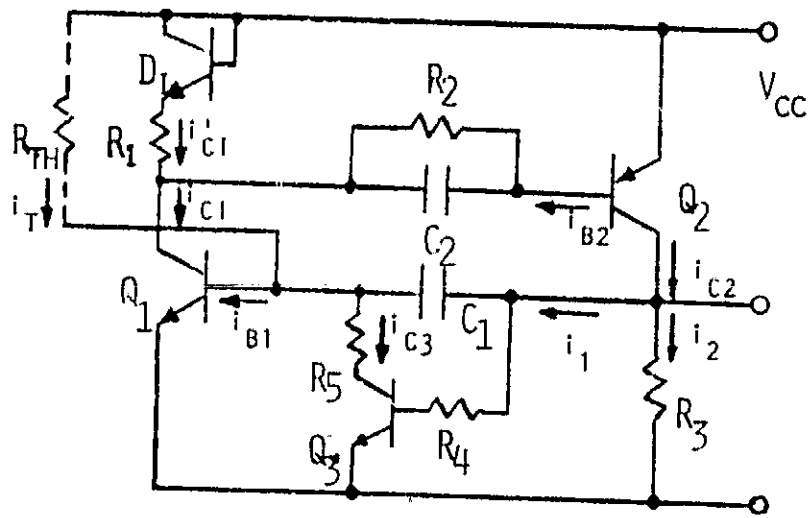 D1
R2
VCC
RTH
R1
i'C1
iT
iC1
iB2
Q2
C2
iC2
Q1
iB1
iC3
C1
i1
i2
R5
R3
Q3
R4